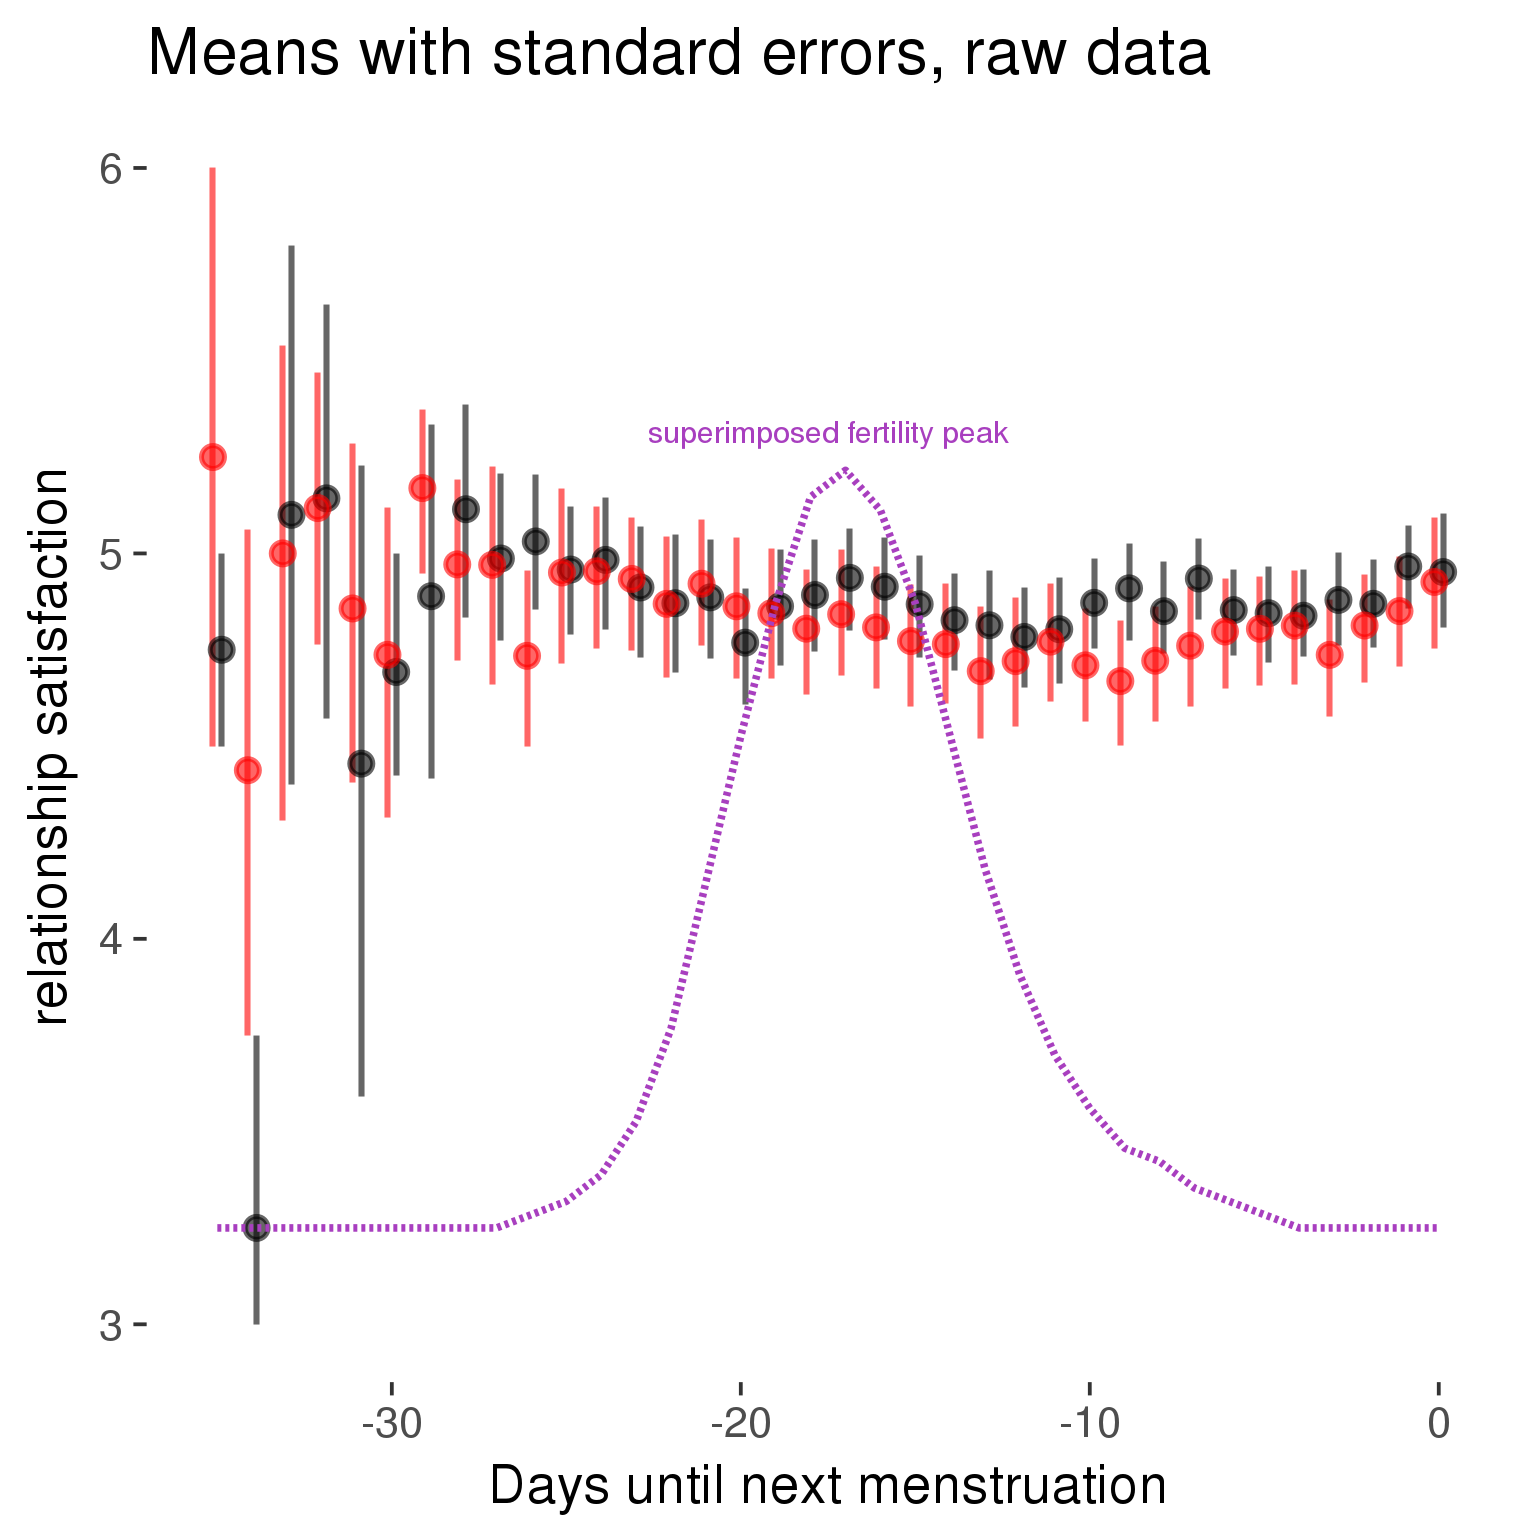 Means with standard errors, raw data
6
superimposed fertility peak
5
relationship satisfaction
4
3
-30
-20
-10
0
Days until next menstruation